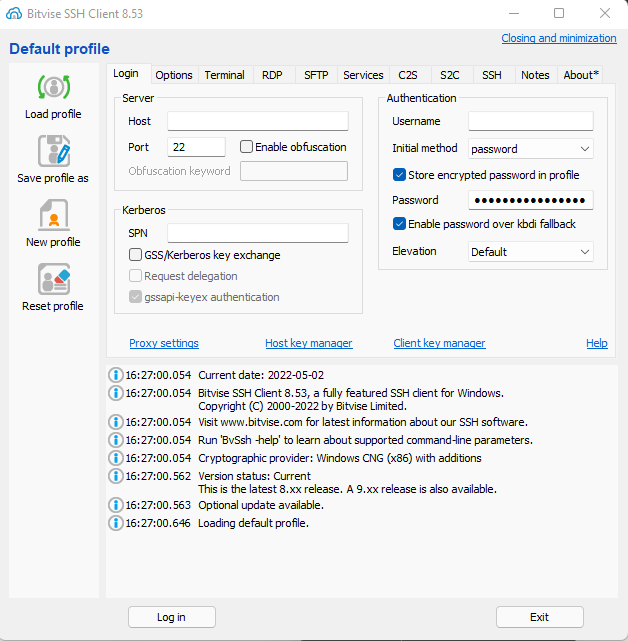 Bitvise SSH Client 8.53
Closing and minimization
Default profile
Load profile
Save profile as
New profile
Reset profile
Login Options Terminal RDP SFTP Services C2S S2C SSH Notes About*
Server
Host
Port 22 Enable obfuscation
Obfuscation keyword
Kerberos
SPN
GSS/Kerberos key exchange
Request delegation
gssapi-keyex authentication
Authentication
Username
Initial method password
Store encrypted password in profile
Password ••••••••••••••••
Enable password over kbdi fallback
Elevation Default
Proxy settings Host key manager Client key manager Help
16:27:00.054 Current date: 2022-05-02
16:27:00.054 Bitvise SSH Client 8.53, a fully featured SSH client for Windows.
Copyright (C) 2000-2022 by Bitvise Limited.
16:27:00.054 Visit www.bitvise.com for latest information about our SSH software.
16:27:00.054 Run 'BvSsh -help' to learn about supported command-line parameters.
16:27:00.054 Cryptographic provider: Windows CNG (x86) with additions
16:27:00.562 Version status: Current
This is the latest 8.xx release. A 9.xx release is also available.
16:27:00.563 Optional update available.
16:27:00.646 Loading default profile.
Log in Exit